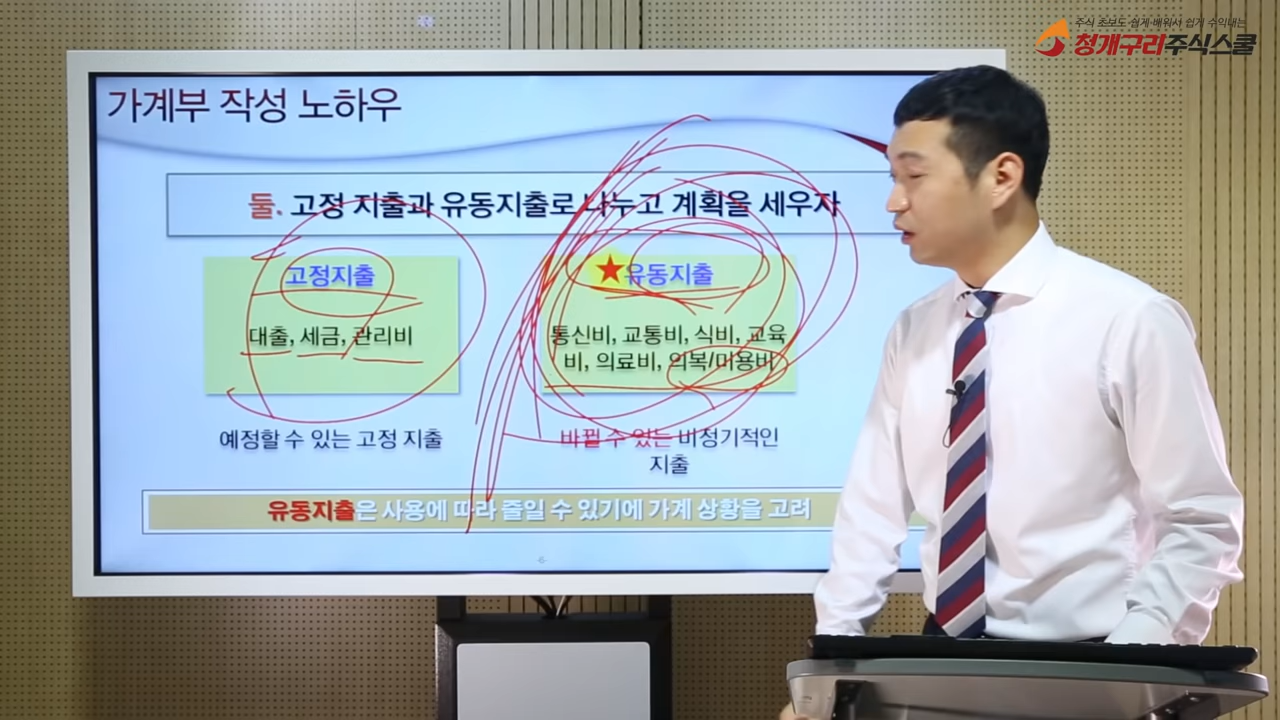 주식 초보도 쉽게 배워서 쉽게 수익내는
청개구리주식스쿨
가계부 작성 노하우
둘. 고정 지출과 유동지출로 나누고 계획을 세우자
고정지출
대출, 세금, 관리비
예정할 수 있는 고정 지출
★유동지출
통신비, 교통비, 식비, 교육
비, 의료비, 의복/미용비
바뀔 수 있는 비정기적인
지출
유동지출은 사용에 따라 줄일 수 있기에 가계 상황을 고려
6